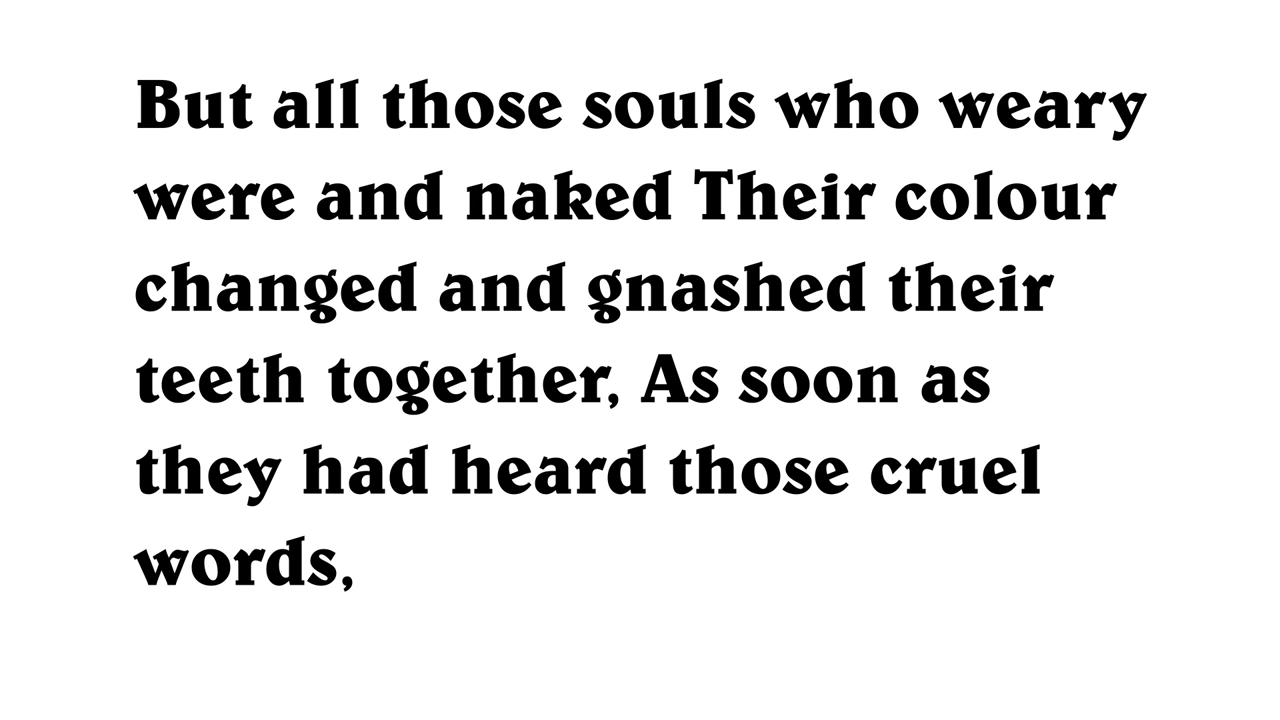 But all those souls who weary
were and naked Their colour
changed and gnashed their
teeth together, As soon as
they had heard those cruel
words,